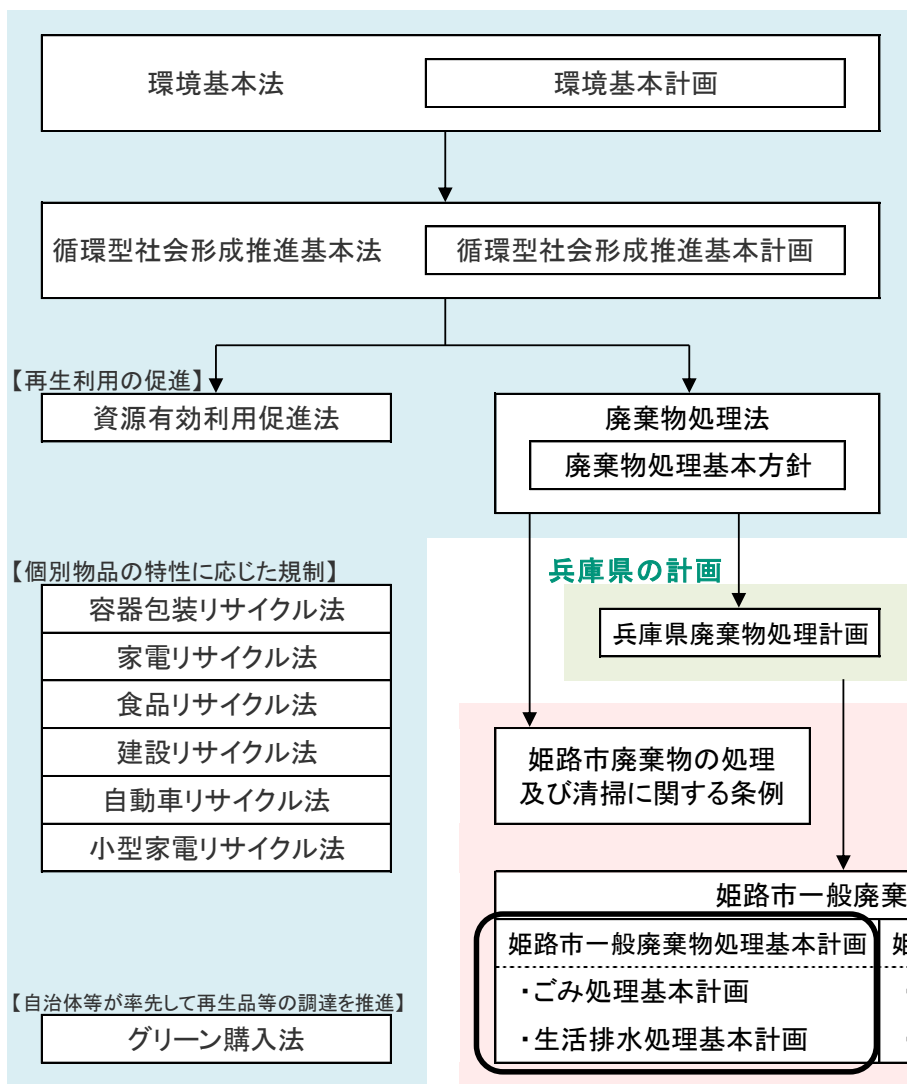 環境基本法
環境基本計画
循環型社会形成推進基本法
循環型社会形成推進基本計画
【再生利用の促進】
資源有効利用促進法
廃棄物処理法
廃棄物処理基本方針
【個別物品の特性に応じた規制】
容器包装リサイクル法
家電リサイクル法
食品リサイクル法
建設リサイクル法
自動車リサイクル法
小型家電リサイクル法
兵庫県の計画
兵庫県廃棄物処理計画
姫路市廃棄物の処理
及び清掃に関する条例
姫路市一般廃棄
姫路市一般廃棄物処理基本計画
・ごみ処理基本計画
・生活排水処理基本計画
【自治体等が率先して再生品等の調達を推進】
グリーン購入法